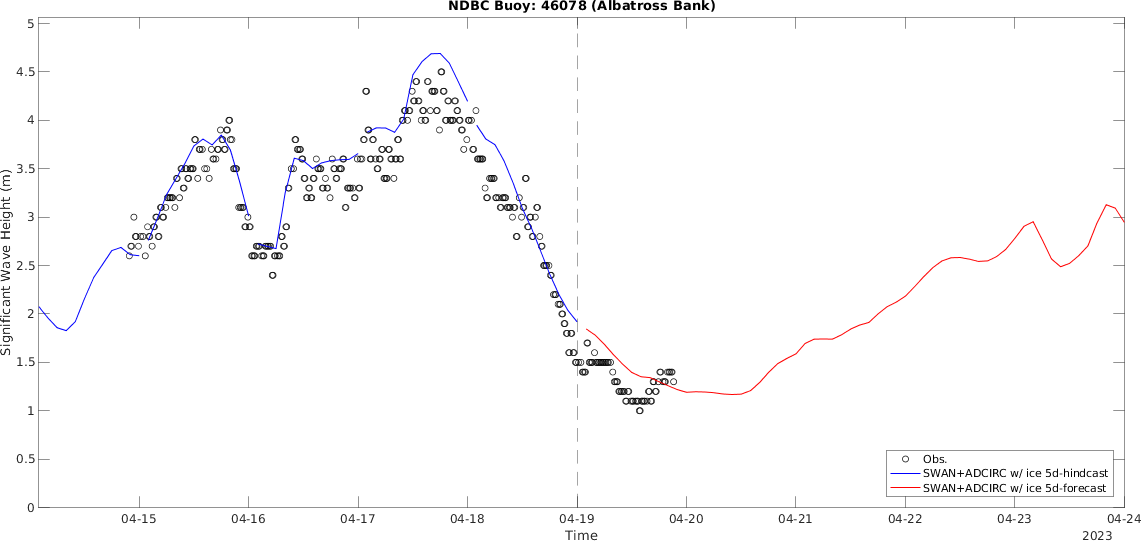 NDBC Buoy: 46078 (Albatross Bank)
5
4.5
4
3.5
3
2.5
2
1.5
1
0.5
0
Significant Wave Height (m)
Obs.
SWAN+ADCIRC w/ ice 5d-hindcast
SWAN+ADCIRC w/ ice 5d-forecast
04-15 04-16 04-17 04-18 04-19 04-20 04-21 04-22 04-23 04-24
Time
2023